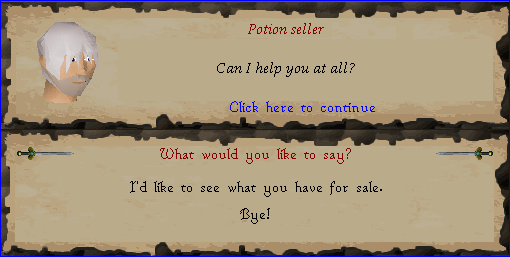 Potion seller
Can I help you at all?
Click here to continue
What would you like to say?
I'd like to see what you have for sale.
Bye!